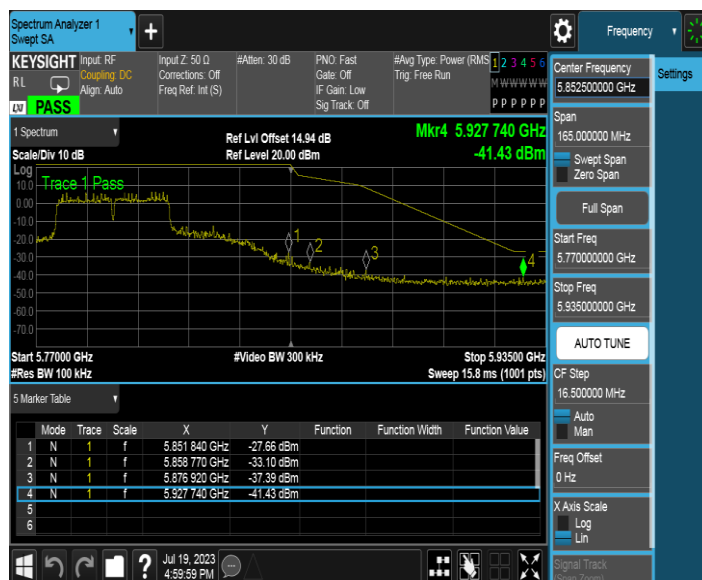 Spectrum Analyzer 1
Swept SA
Frequency
KEYSIGHT
RL
LXI PASS
Input: RF
Coupling: DC
Align: Auto
Input Z: 50 Ω
Corrections: Off
Freq Ref: Int (S)
#Atten: 30 dB
PNO: Fast
Gate: Off
IF Gain: Low
Sig Track: Off
#Avg Type: Power (RMS
Trig: Free Run
1 2 3 4 5 6
M W W W W W
P P P P P P
1 Spectrum
Scale/Div 10 dB
Ref Lvl Offset 14.94 dB
Ref Level 20.00 dBm
Mkr4 5.927 740 GHz
-41.43 dBm
Log
Trace 1 Pass
10.0
0.00
-10.0
-20.0
-30.0
-40.0
-50.0
-60.0
-70.0
1
2
3
4
Start 5.77000 GHz
#Res BW 100 kHz
#Video BW 300 kHz
Stop 5.93500 GHz
Sweep 15.8 ms (1001 pts)
5 Marker Table
Mode Trace Scale X Y Function Function Width Function Value
1 N 1 f 5.851 840 GHz -27.66 dBm
2 N 1 f 5.858 770 GHz -33.10 dBm
3 N 1 f 5.876 920 GHz -37.39 dBm
4 N 1 f 5.927 740 GHz -41.43 dBm
5
6
Jul 19, 2023
4:59:59 PM
Center Frequency
5.852500000 GHz
Settings
Span
165.000000 MHz
Swept Span
Zero Span
Full Span
Start Freq
5.770000000 GHz
Stop Freq
5.935000000 GHz
AUTO TUNE
CF Step
16.500000 MHz
Auto
Man
Freq Offset
0 Hz
X Axis Scale
Log
Lin
Signal Track
(Span Zoom)